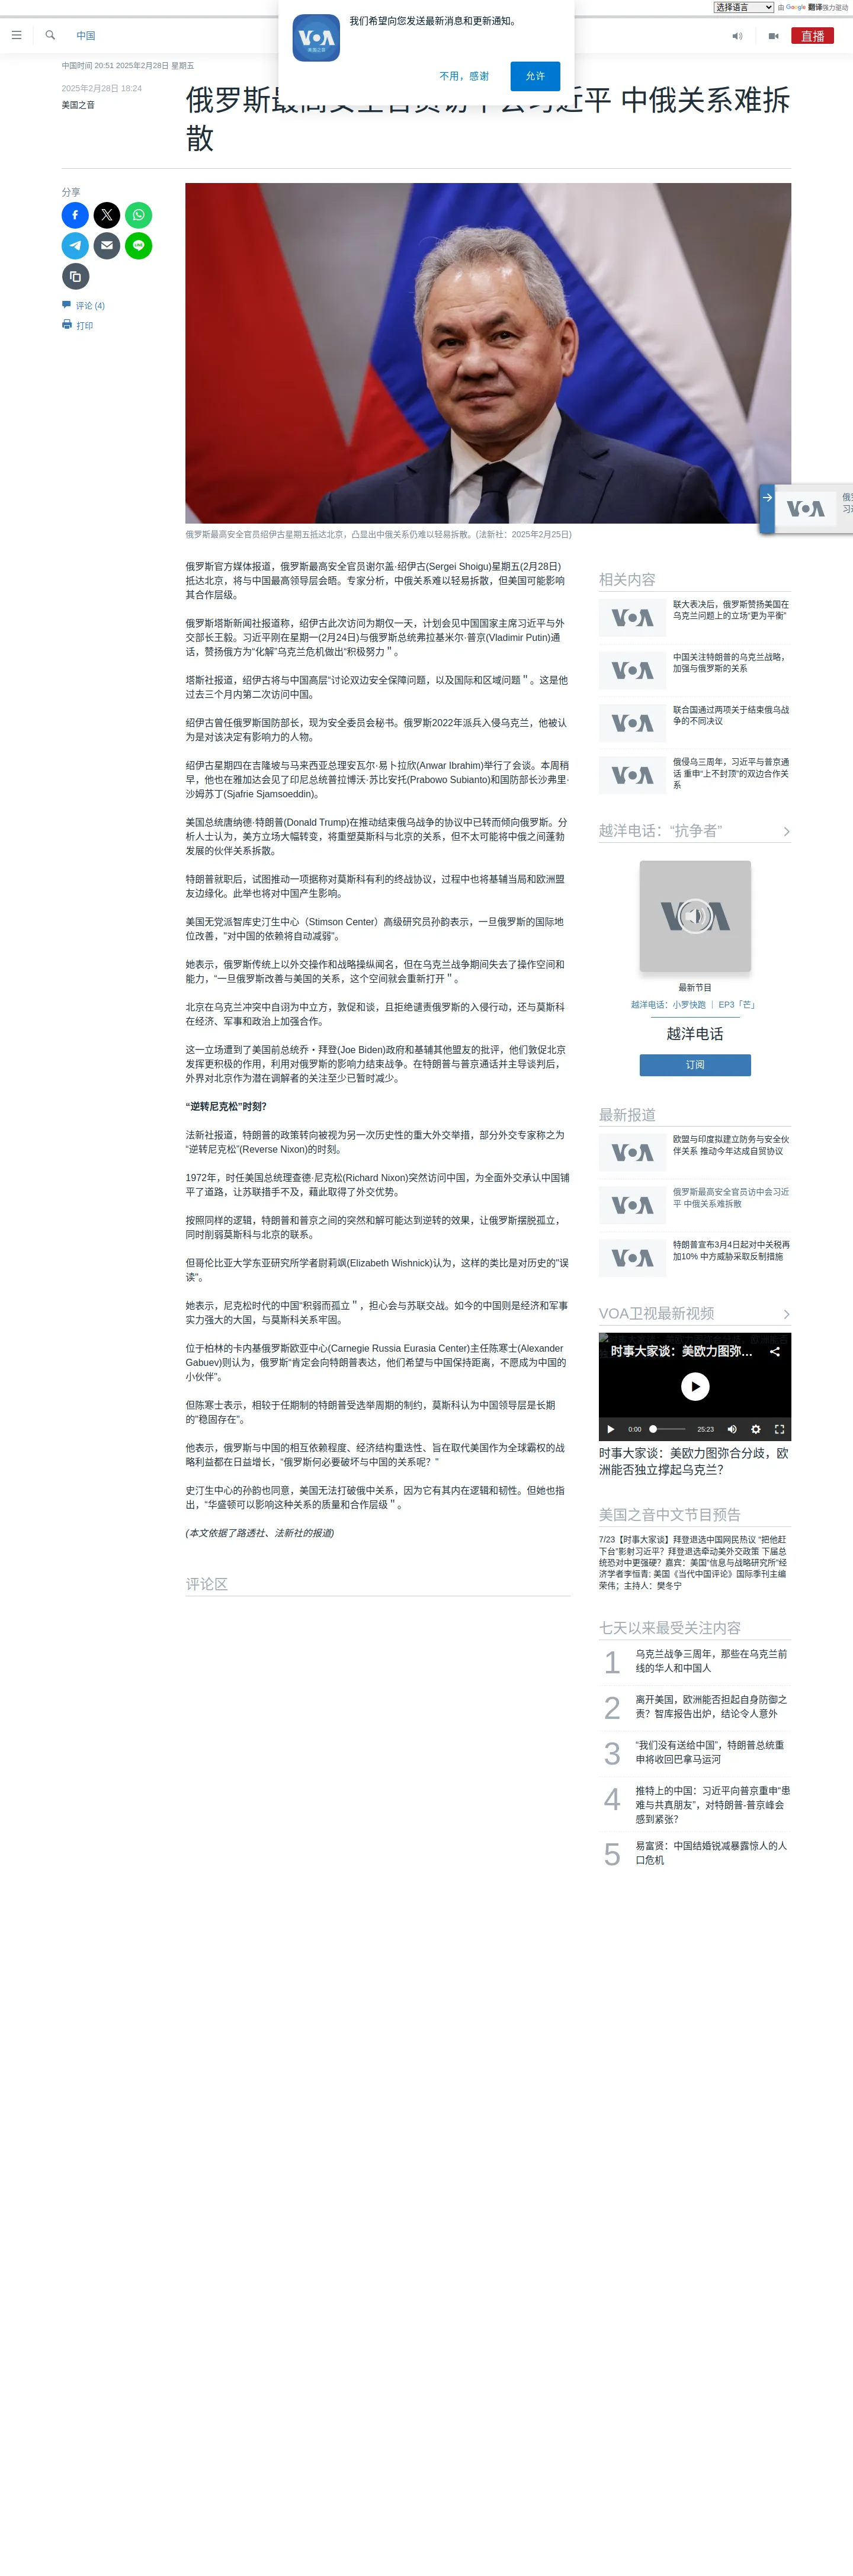 选择语言
由 Google 翻译强力驱动
中国
我们希望向您发送最新消息和更新通知。
VOA
美国之音
不用，感谢
允许
直播
中国时间 20:51 2025年2月28日 星期五
2025年2月28日 18:24
美国之音
俄罗斯最高安全官员访中会习近平 中俄关系难拆
散
分享
评论 (4)
打印
俄罗斯最高安全官员绍伊古星期五抵达北京，凸显出中俄关系仍难以轻易拆散。(法新社：2025年2月25日)
VOA
俄罗斯官方媒体报道，俄罗斯最高安全官员谢尔盖·绍伊古(Sergei Shoigu)星期五(2月28日)
抵达北京，将与中国最高领导层会晤。专家分析，中俄关系难以轻易拆散，但美国可能影响
其合作层级。
俄罗斯塔斯新闻社报道称，绍伊古此次访问为期仅一天，计划会见中国国家主席习近平与外
交部长王毅。习近平刚在星期一(2月24日)与俄罗斯总统弗拉基米尔·普京(Vladimir Putin)通
话，赞扬俄方为“化解”乌克兰危机做出“积极努力＂。
塔斯社报道，绍伊古将与中国高层“讨论双边安全保障问题，以及国际和区域问题＂。这是他
过去三个月内第二次访问中国。
绍伊古曾任俄罗斯国防部长，现为安全委员会秘书。俄罗斯2022年派兵入侵乌克兰，他被认
为是对该决定有影响力的人物。
绍伊古星期四在吉隆坡与马来西亚总理安瓦尔·易卜拉欣(Anwar Ibrahim)举行了会谈。本周稍
早，他也在雅加达会见了印尼总统普拉博沃·苏比安托(Prabowo Subianto)和国防部长沙弗里·
沙姆苏丁(Sjafrie Sjamsoeddin)。
美国总统唐纳德·特朗普(Donald Trump)在推动结束俄乌战争的协议中已转而倾向俄罗斯。分
析人士认为，美方立场大幅转变，将重塑莫斯科与北京的关系，但不太可能将中俄之间蓬勃
发展的伙伴关系拆散。
特朗普就职后，试图推动一项据称对莫斯科有利的终战协议，过程中也将基辅当局和欧洲盟
友边缘化。此举也将对中国产生影响。
美国无党派智库史汀生中心（Stimson Center）高级研究员孙韵表示，一旦俄罗斯的国际地
位改善，"对中国的依赖将自动减弱"。
她表示，俄罗斯传统上以外交操作和战略操纵闻名，但在乌克兰战争期间失去了操作空间和
能力，“一旦俄罗斯改善与美国的关系，这个空间就会重新打开＂。
北京在乌克兰冲突中自诩为中立方，敦促和谈，且拒绝谴责俄罗斯的入侵行动，还与莫斯科
在经济、军事和政治上加强合作。
这一立场遭到了美国前总统乔・拜登(Joe Biden)政府和基辅其他盟友的批评，他们敦促北京
发挥更积极的作用，利用对俄罗斯的影响力结束战争。在特朗普与普京通话并主导谈判后，
外界对北京作为潜在调解者的关注至少已暂时减少。
“逆转尼克松”时刻？
法新社报道，特朗普的政策转向被视为另一次历史性的重大外交举措，部分外交专家称之为
“逆转尼克松”(Reverse Nixon)的时刻。
1972年，时任美国总统理查德·尼克松(Richard Nixon)突然访问中国，为全面外交承认中国铺
平了道路，让苏联措手不及，藉此取得了外交优势。
按照同样的逻辑，特朗普和普京之间的突然和解可能达到逆转的效果，让俄罗斯摆脱孤立，
同时削弱莫斯科与北京的联系。
但哥伦比亚大学东亚研究所学者尉莉飒(Elizabeth Wishnick)认为，这样的类比是对历史的“误
读”。
她表示，尼克松时代的中国“积弱而孤立＂，担心会与苏联交战。如今的中国则是经济和军事
实力强大的大国，与莫斯科关系牢固。
位于柏林的卡内基俄罗斯欧亚中心(Carnegie Russia Eurasia Center)主任陈寒士(Alexander
Gabuev)则认为，俄罗斯“肯定会向特朗普表达，他们希望与中国保持距离，不愿成为中国的
小伙伴"。
但陈寒士表示，相较于任期制的特朗普受选举周期的制约，莫斯科认为中国领导层是长期
的“稳固存在”。
他表示，俄罗斯与中国的相互依赖程度、经济结构重迭性、旨在取代美国作为全球霸权的战
略利益都在日益增长，“俄罗斯何必要破坏与中国的关系呢？“
史汀生中心的孙韵也同意，美国无法打破俄中关系，因为它有其内在逻辑和韧性。但她也指
出，“华盛顿可以影响这种关系的质量和合作层级＂。
(本文依据了路透社、法新社的报道)
评论区
相关内容
VOA
联大表决后，俄罗斯赞扬美国在
乌克兰问题上的立场“更为平衡”
VOA
中国关注特朗普的乌克兰战略，
加强与俄罗斯的关系
VOA
联合国通过两项关于结束俄乌战
争的不同决议
VOA
俄侵乌三周年，习近平与普京通
话 重申“上不封顶”的双边合作关
系
越洋电话：“抗争者”
VOA
最新节目
越洋电话：小罗快跑 ｜ EP3「芒」
越洋电话
订阅
最新报道
VOA
欧盟与印度拟建立防务与安全伙
伴关系 推动今年达成自贸协议
VOA
俄罗斯最高安全官员访中会习近
平 中俄关系难拆散
VOA
特朗普宣布3月4日起对中关税再
加10% 中方威胁采取反制措施
VOA卫视最新视频
时事大家谈：美欧力图弥...
0:00
25:23
时事大家谈：美欧力图弥合分歧，欧
洲能否独立撑起乌克兰？
美国之音中文节目预告
7/23【时事大家谈】拜登退选中国网民热议 “把他赶
下台”影射习近平？拜登退选牵动美外交政策 下届总
统恐对中更强硬？嘉宾：美国“信息与战略研究所”经
济学者李恒青; 美国《当代中国评论》国际季刊主编
荣伟；主持人：樊冬宁
七天以来最受关注内容
1
乌克兰战争三周年，那些在乌克兰前
线的华人和中国人
2
离开美国，欧洲能否担起自身防御之
责？智库报告出炉，结论令人意外
3
“我们没有送给中国”，特朗普总统重
申将收回巴拿马运河
4
推特上的中国：习近平向普京重申“患
难与共真朋友”，对特朗普-普京峰会
感到紧张？
5
易富贤：中国结婚锐减暴露惊人的人
口危机